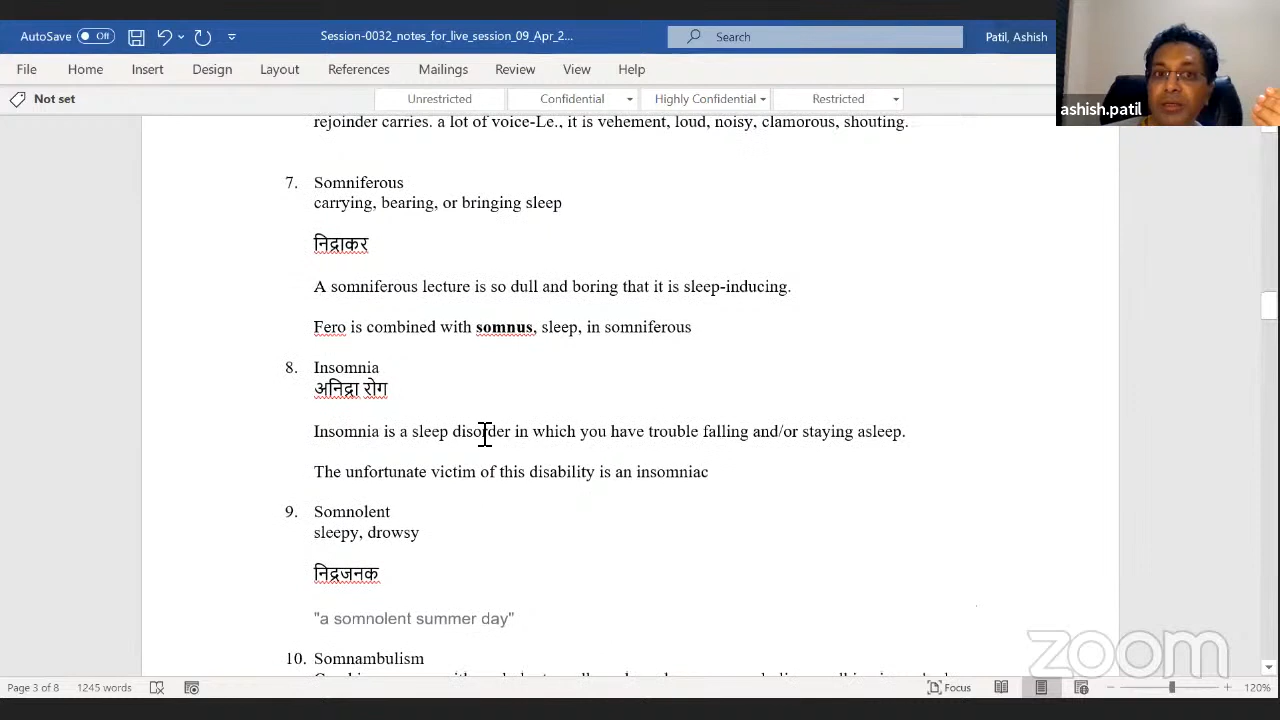 AutoSave Off
Session-0032_notes_for_live_session_09_Apr_2...
Search
Patil, Ashish
File Home Insert Design Layout References Mailings Review View Help
Not set Unrestricted Confidential Highly Confidential Restricted
ashish.patil
rejoinder carries. a lot of voice-Le., it is vehement, loud, noisy, clamorous, shouting.
7. Somniferous
carrying, bearing, or bringing sleep
निद्राकर
A somniferous lecture is so dull and boring that it is sleep-inducing.
Fero is combined with somnus, sleep, in somniferous
8. Insomnia
अनिद्रा रोग
Insomnia is a sleep disorder in which you have trouble falling and/or staying asleep.
The unfortunate victim of this disability is an insomniac
9. Somnolent
sleepy, drowsy
निद्रजनक
"a somnolent summer day"
10. Somnambulism
zoom
Page 3 of 8 1245 words Focus 120%